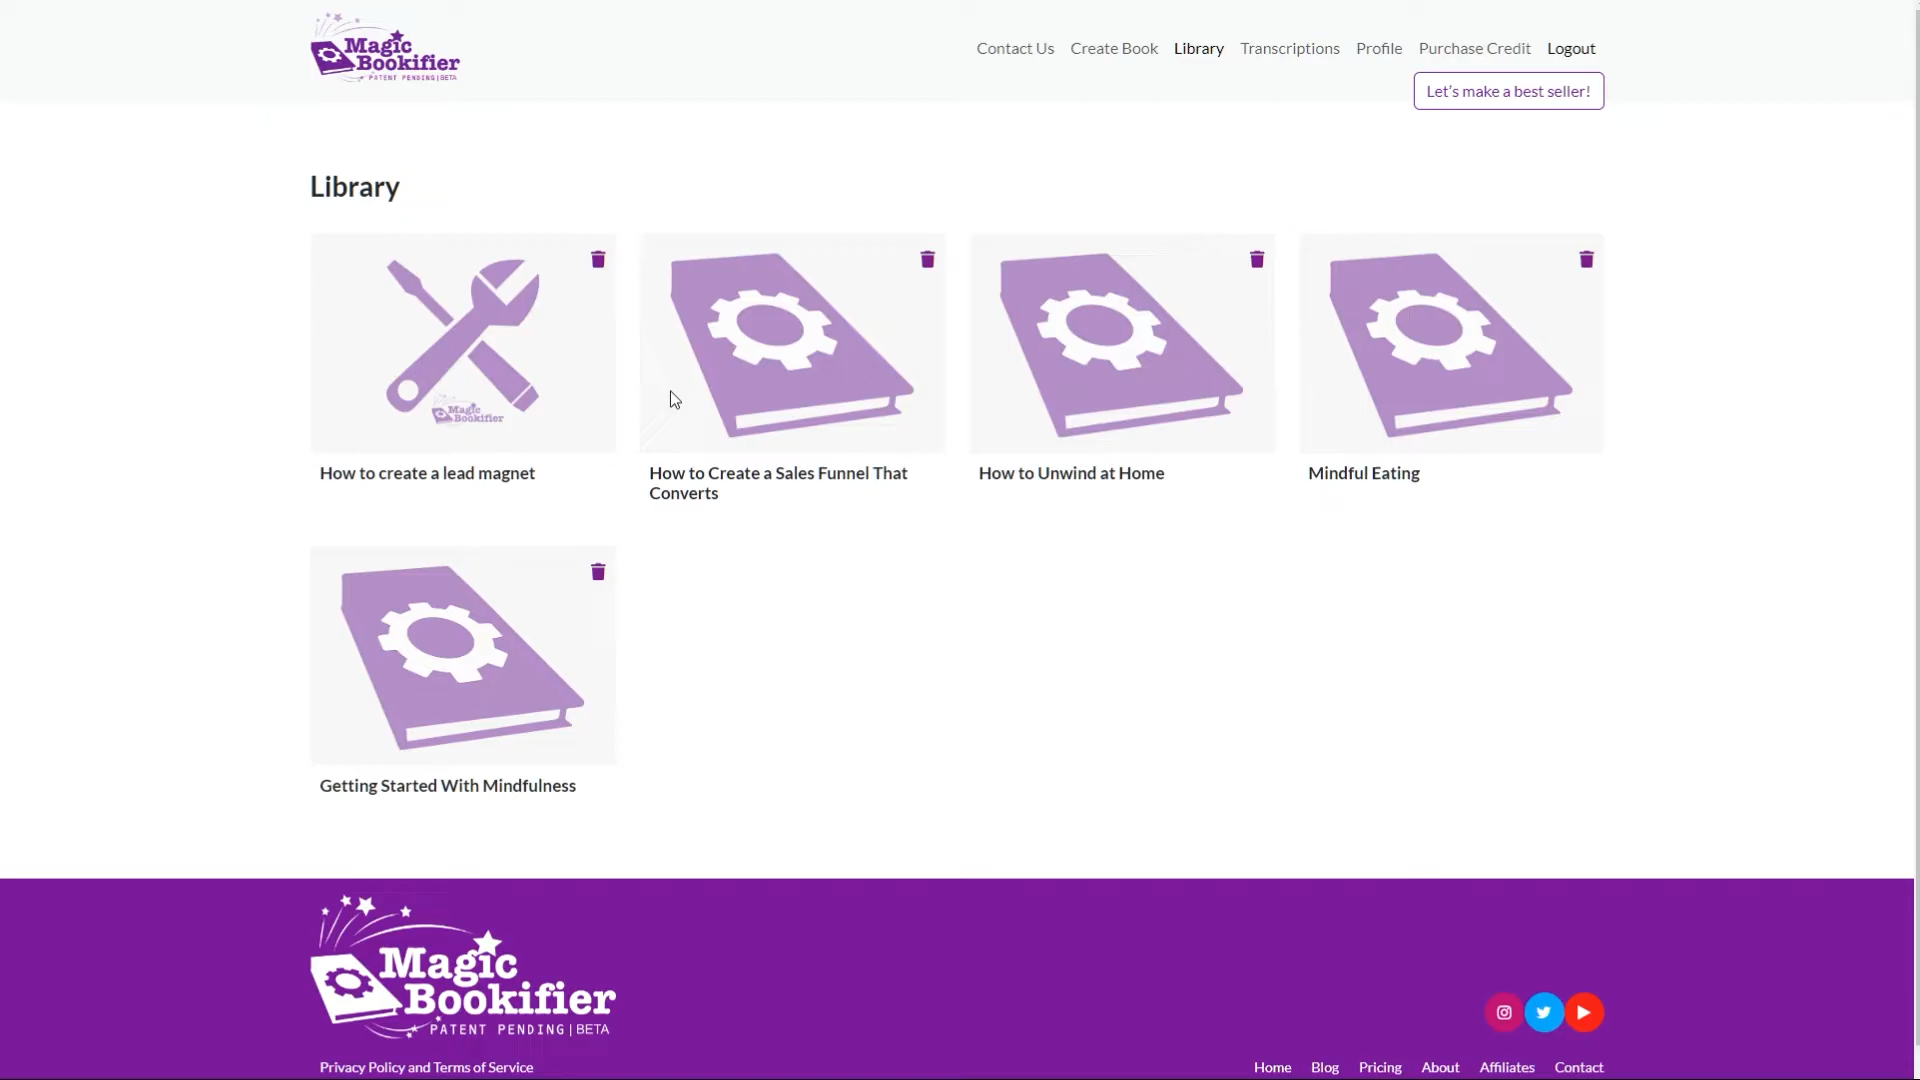 Magic
Bookifier
PATENT PENDING|BETA
Contact Us Create Book Library Transcriptions Profile Purchase Credit Logout
Let's make a best seller!
Library
Magic
Bookifier
How to create a lead magnet
How to Create a Sales Funnel That
Converts
How to Unwind at Home
Mindful Eating
Getting Started With Mindfulness
Magic
Bookifier
PATENT PENDING|BETA
Privacy Policy and Terms of Service
Home Blog Pricing About Affiliates Contact